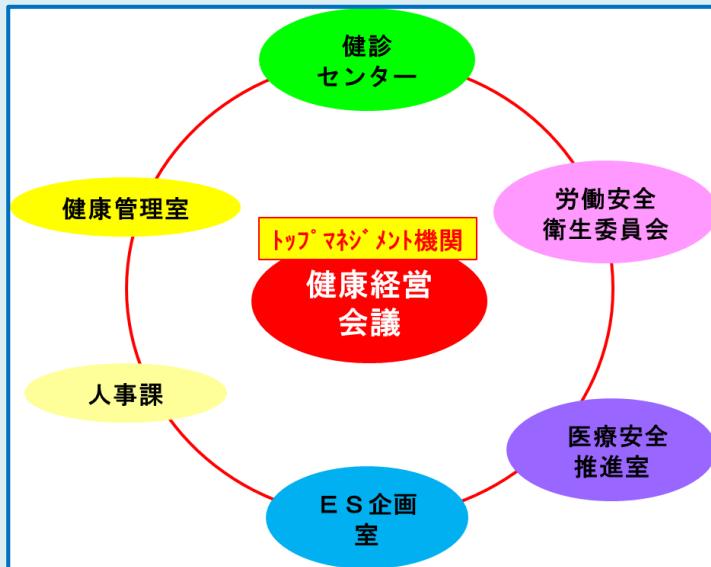 健診
センター
健康管理室
労働安全
衛生委員会
ﾄｯﾌﾟﾏﾈｼﾞﾒﾝﾄ機関
健康経営
会議
人事課
医療安全
推進室
ＥＳ企画
室